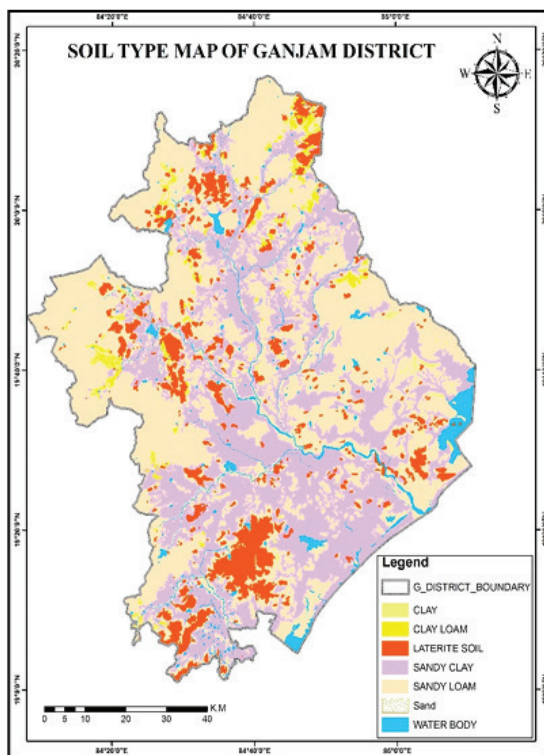 84°20'0"E 84°40'0"E 85°0'0"E
SOIL TYPE MAP OF GANJAM DISTRICT
N
W E
S
Legend
G_DISTRICT_BOUNDARY
CLAY
CLAY LOAM
LATERITE SOIL
SANDY CLAY
SANDY LOAM
Sand
WATER BODY
K.M
0 5 10 20 30 40
84°20'0"E 84°40'0"E 85°0'0"E